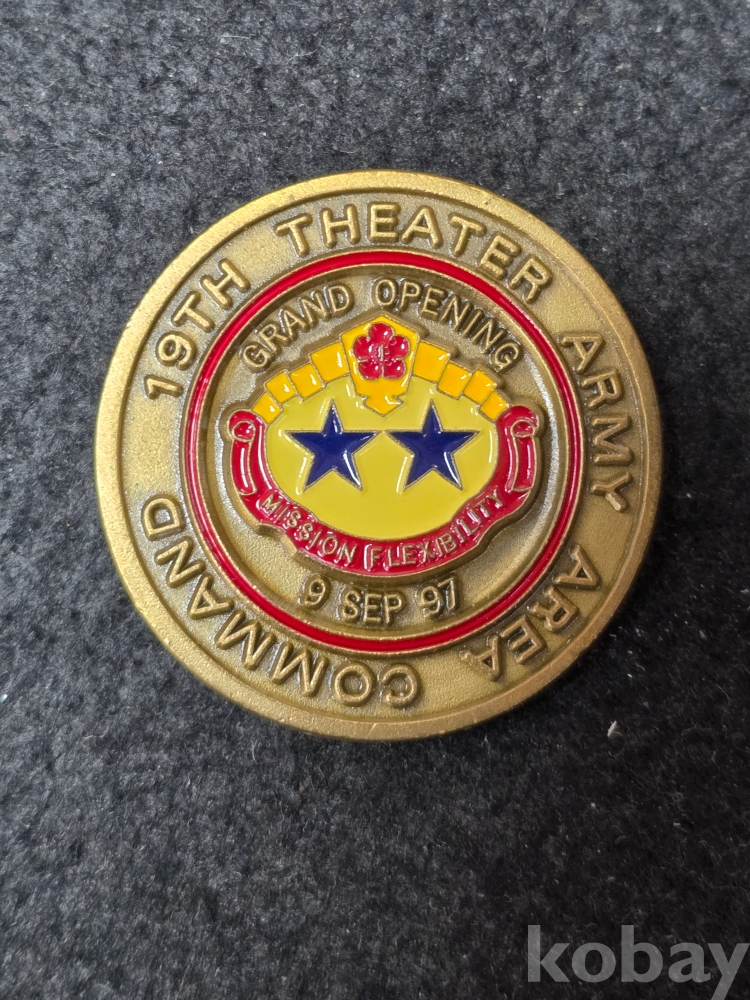 19TH THEATER ARMY AREA COMMAND
GRAND OPENING
MISSION FLEXIBILITY
9 SEP 97
kobay